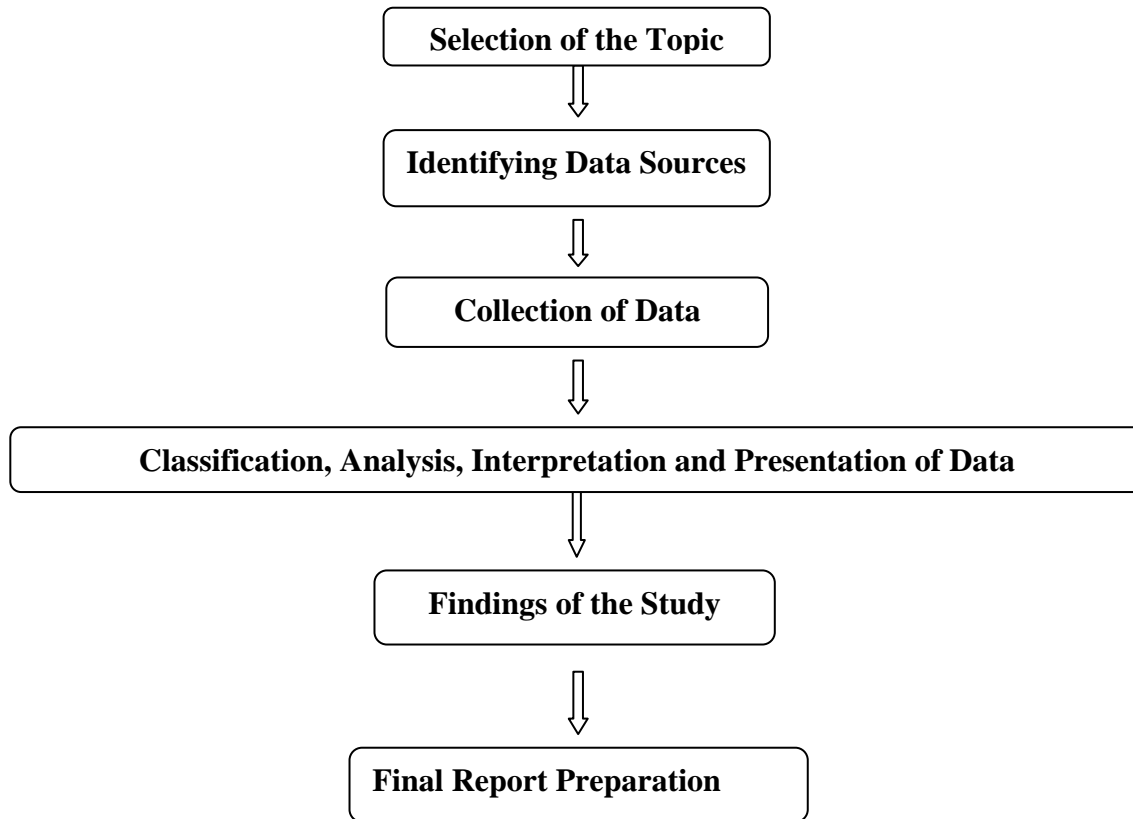 Selection of the Topic
Identifying Data Sources
Collection of Data
Classification, Analysis, Interpretation and Presentation of Data
Findings of the Study
Final Report Preparation